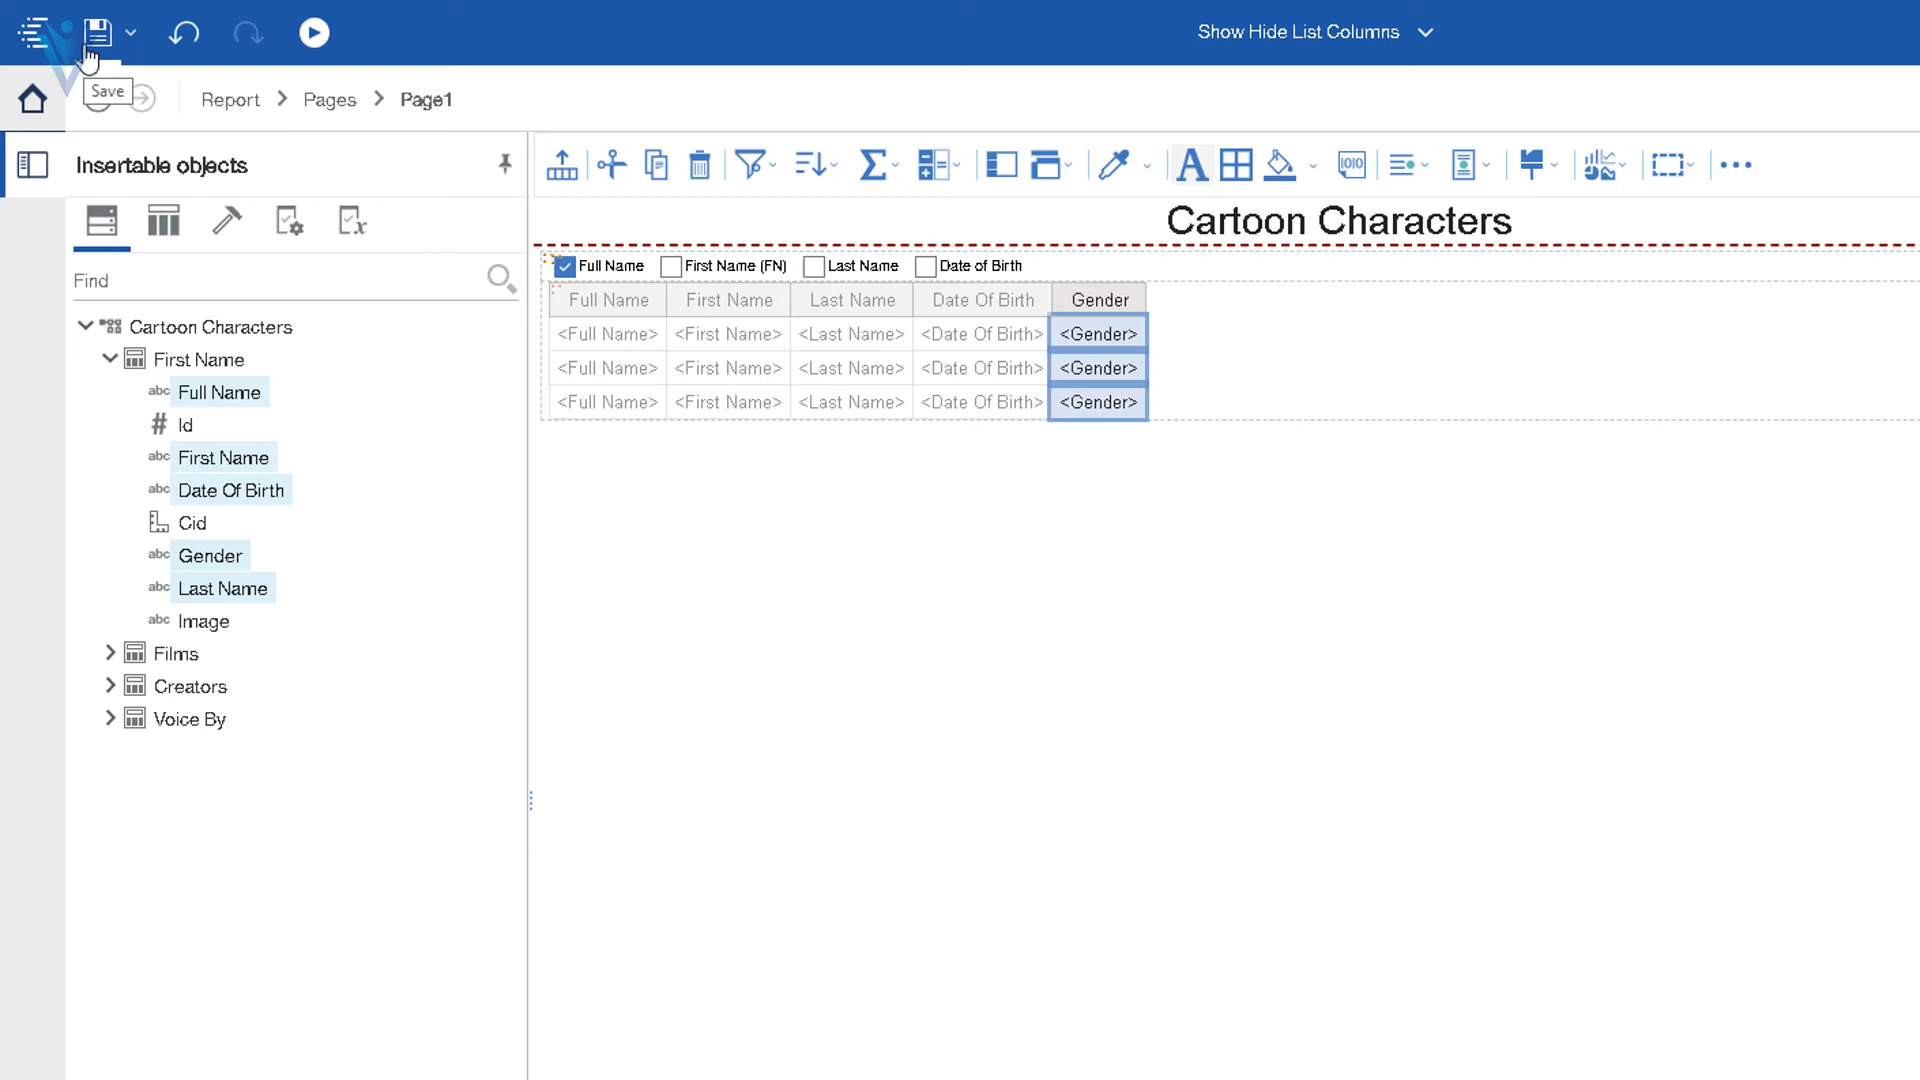 Show Hide List Columns
Save
Report > Pages > Page1
Insertable objects
Find
Cartoon Characters
First Name
abc Full Name
# Id
abc First Name
abc Date Of Birth
Cid
abc Gender
abc Last Name
abc Image
Films
Creators
Voice By
Cartoon Characters
Full Name First Name (FN) Last Name Date of Birth
Full Name First Name Last Name Date Of Birth Gender
<Full Name> <First Name> <Last Name> <Date Of Birth> <Gender>
<Full Name> <First Name> <Last Name> <Date Of Birth> <Gender>
<Full Name> <First Name> <Last Name> <Date Of Birth> <Gender>